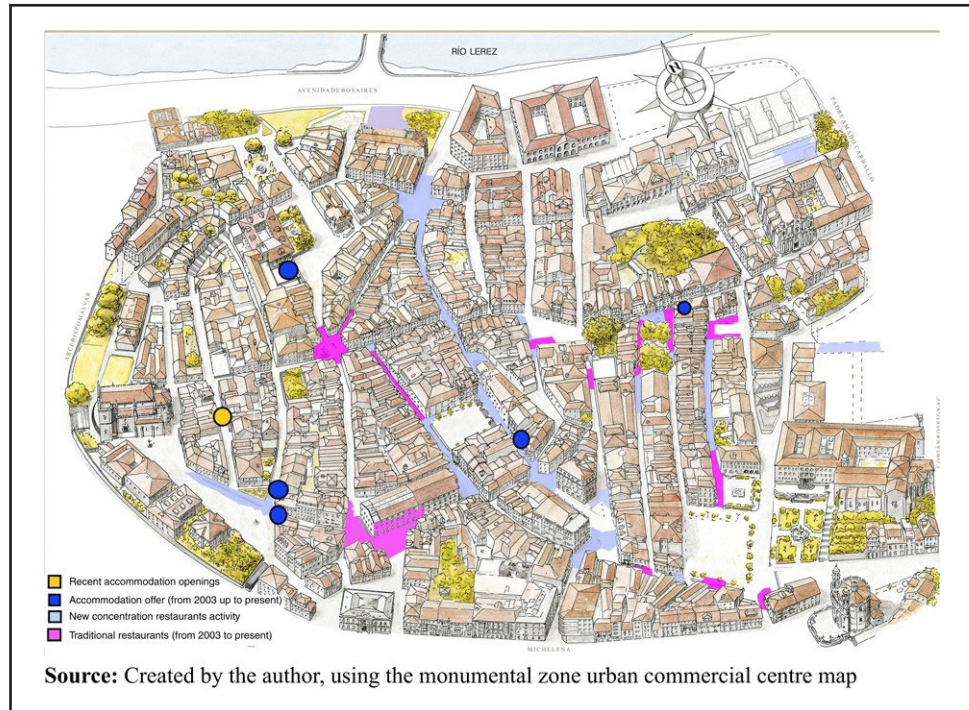 RÍO LEREZ
AVENIDADEBOSAIRES
N
ARCEBISPOMALVAR
Recent accommodation openings
Accommodation offer (from 2003 up to present)
New concentration restaurants activity
Traditional restaurants (from 2003 to present)
MICHELENA
Source: Created by the author, using the monumental zone urban commercial centre map